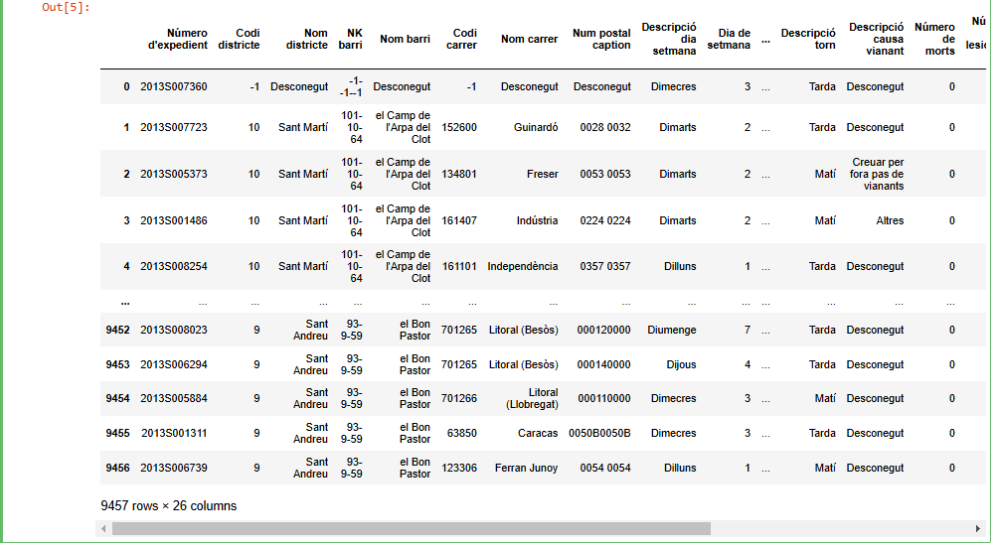 Out[5]:
Número d'expedient Codi districte Nom districte NK barri Nom barri Codi carrer Nom carrer Num postal caption Descripció dia setmana Dia de setmana ... Descripció torn Descripció causa vianant Número de morts Nú lesio
0 2013S007360 -1 Desconegut -1--1--1 Desconegut -1 Desconegut Desconegut Dimecres 3 ... Tarda Desconegut 0
1 2013S007723 10 Sant Martí 101-10-64 el Camp de l'Arpa del Clot 152600 Guinardó 0028 0032 Dimarts 2 ... Tarda Desconegut 0
2 2013S005373 10 Sant Martí 101-10-64 el Camp de l'Arpa del Clot 134801 Freser 0053 0053 Dimarts 2 ... Matí Creuar per fora pas de vianants 0
3 2013S001486 10 Sant Martí 101-10-64 el Camp de l'Arpa del Clot 161407 Indústria 0224 0224 Dimarts 2 ... Matí Altres 0
4 2013S008254 10 Sant Martí 101-10-64 el Camp de l'Arpa del Clot 161101 Independència 0357 0357 Dilluns 1 ... Tarda Desconegut 0
... ... ... ... ... ... ... ... ... ... ... ... ... ... ...
9452 2013S008023 9 Sant Andreu 93-9-59 el Bon Pastor 701265 Litoral (Besòs) 000120000 Diumenge 7 ... Tarda Desconegut 0
9453 2013S006294 9 Sant Andreu 93-9-59 el Bon Pastor 701265 Litoral (Besòs) 000140000 Dijous 4 ... Tarda Desconegut 0
9454 2013S005884 9 Sant Andreu 93-9-59 el Bon Pastor 701266 Litoral (Llobregat) 000110000 Dimecres 3 ... Matí Desconegut 0
9455 2013S001311 9 Sant Andreu 93-9-59 el Bon Pastor 63850 Caracas 0050B0050B Dimecres 3 ... Tarda Desconegut 0
9456 2013S006739 9 Sant Andreu 93-9-59 el Bon Pastor 123306 Ferran Junoy 0054 0054 Dilluns 1 ... Matí Desconegut 0
9457 rows × 26 columns